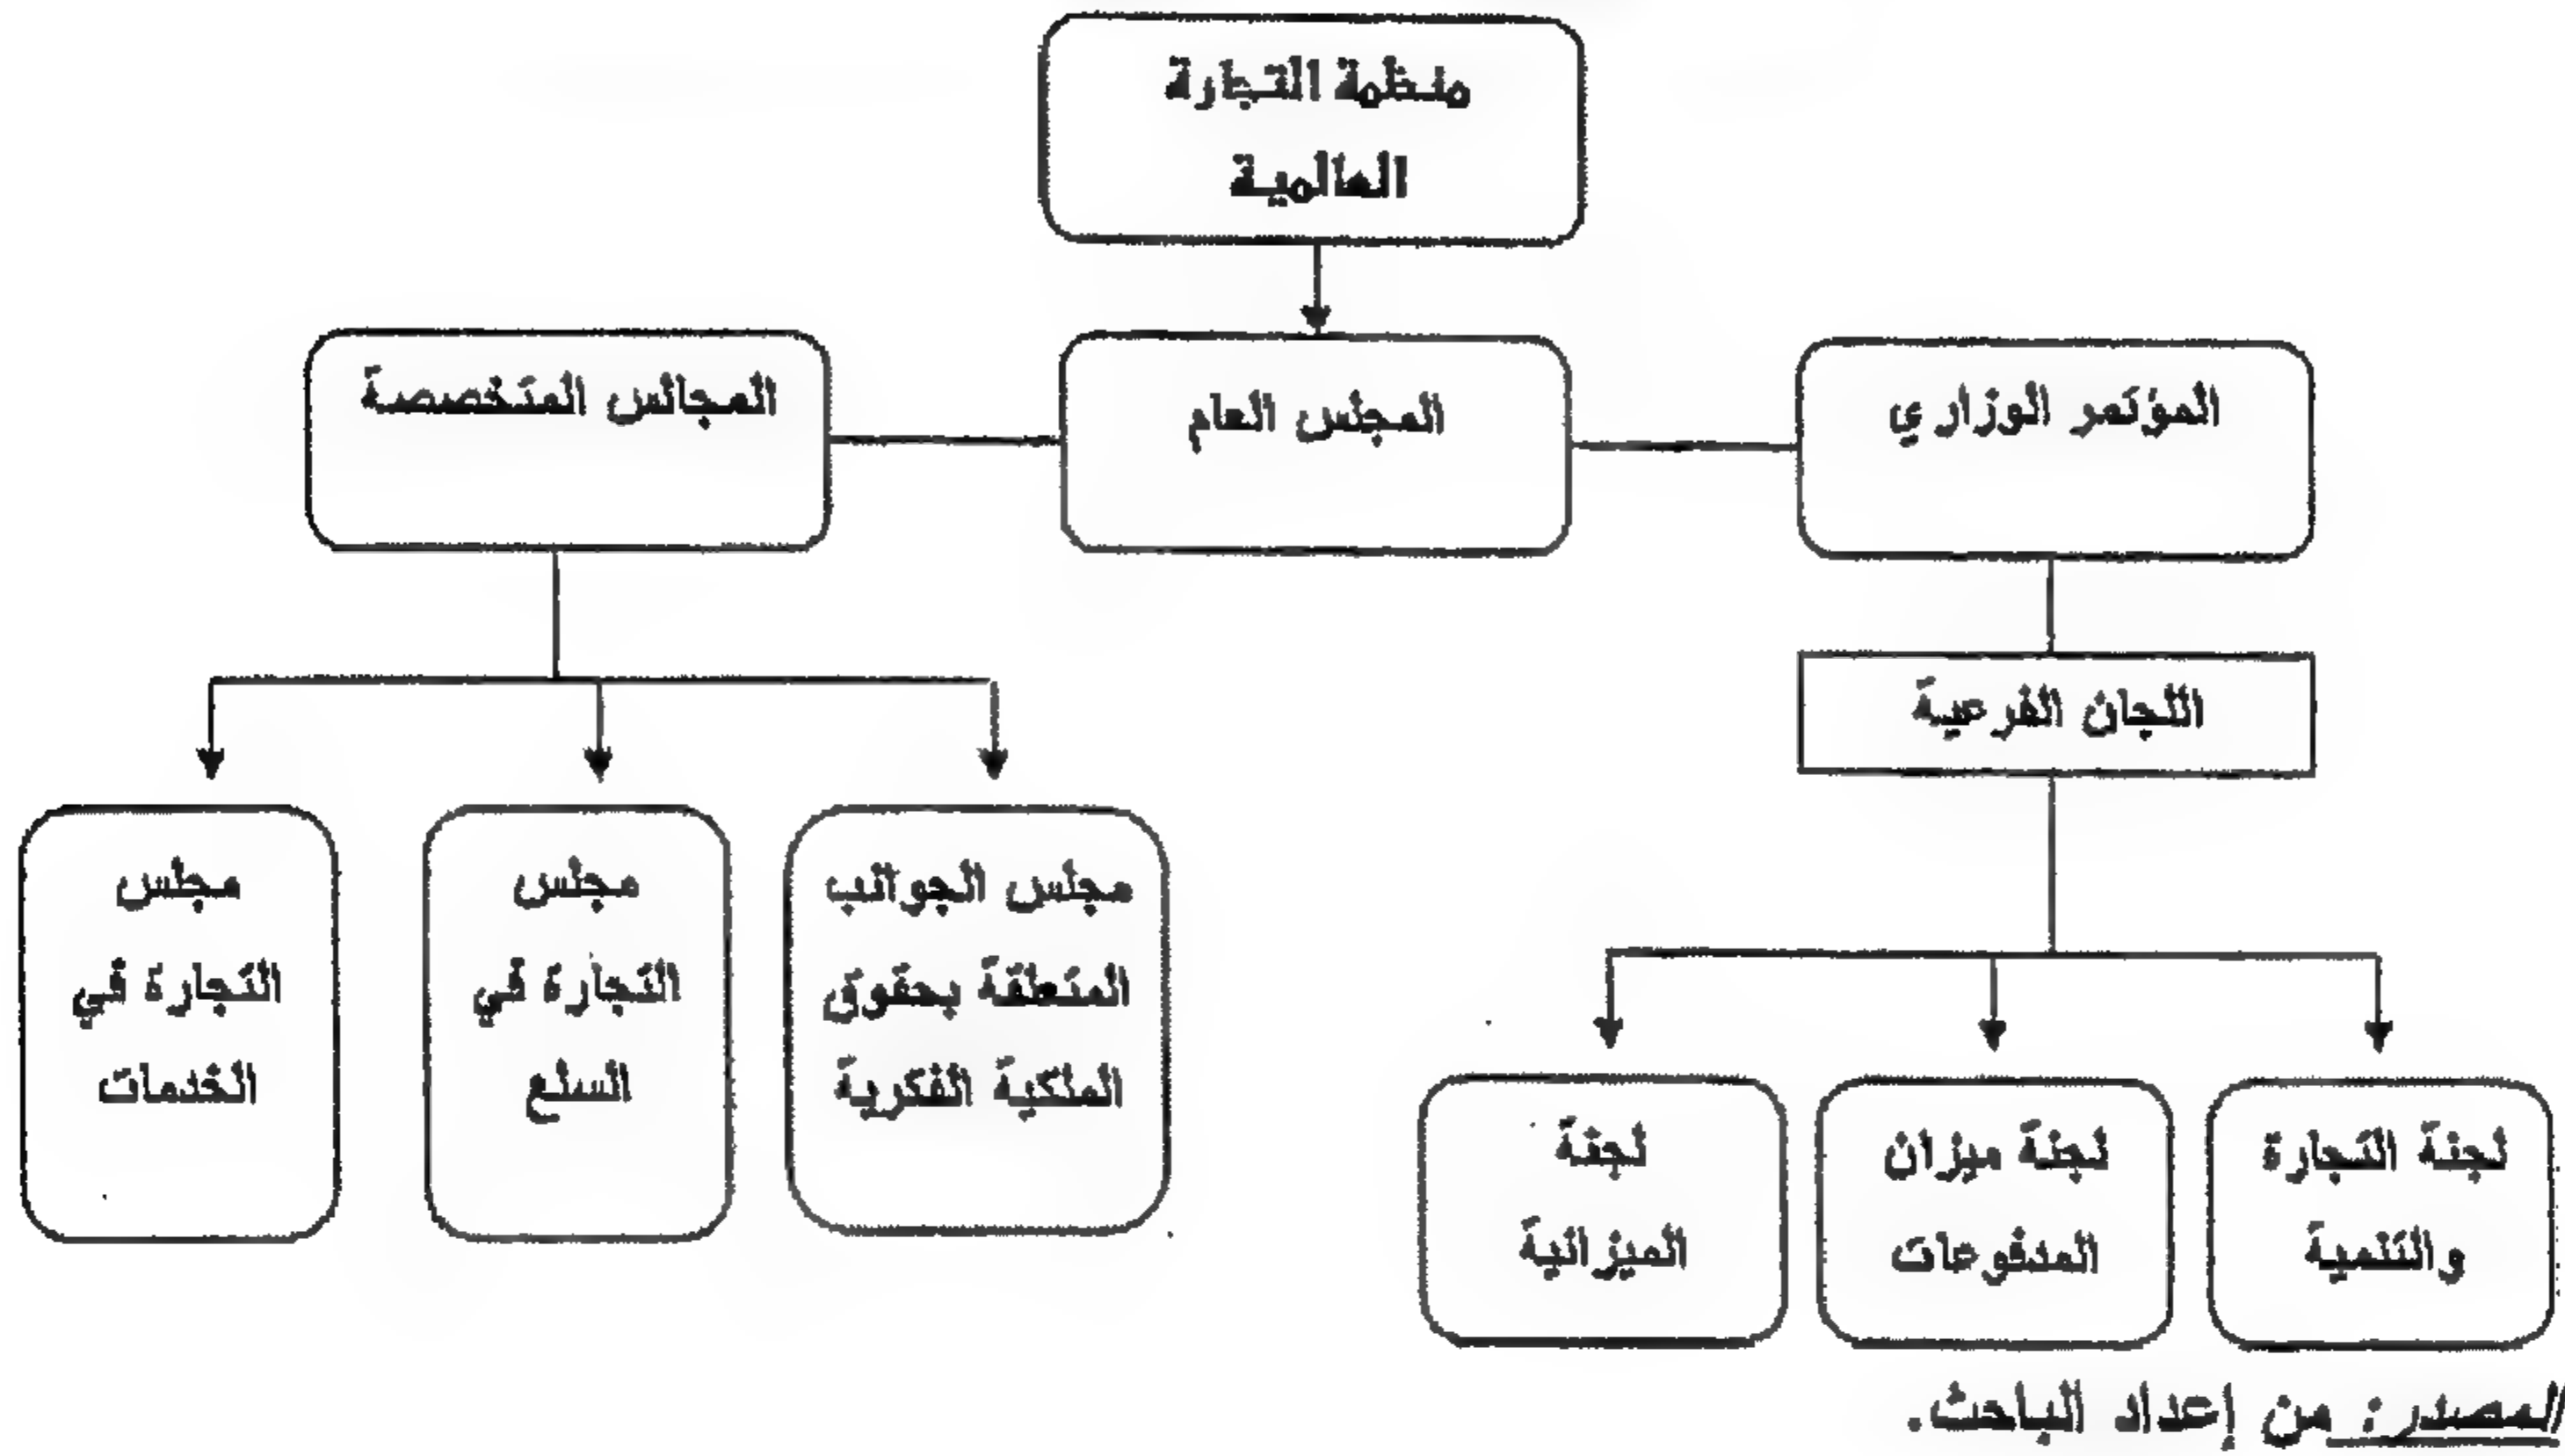 منظمة التجارة
العالمية
المؤتمر الوزاري
المجلس العام
المجالس المتخصصة
اللجان الفرعية
مجلس الجوانب
المتعلقة بحقوق
الملكية الفكرية
مجلس
التجارة في
السلع
مجلس
التجارة في
الخدمات
لجنة التجارة
والتنمية
لجنة ميزان
المدفوعات
لجنة
الميزانية
المصدر: من إعداد الباحث.